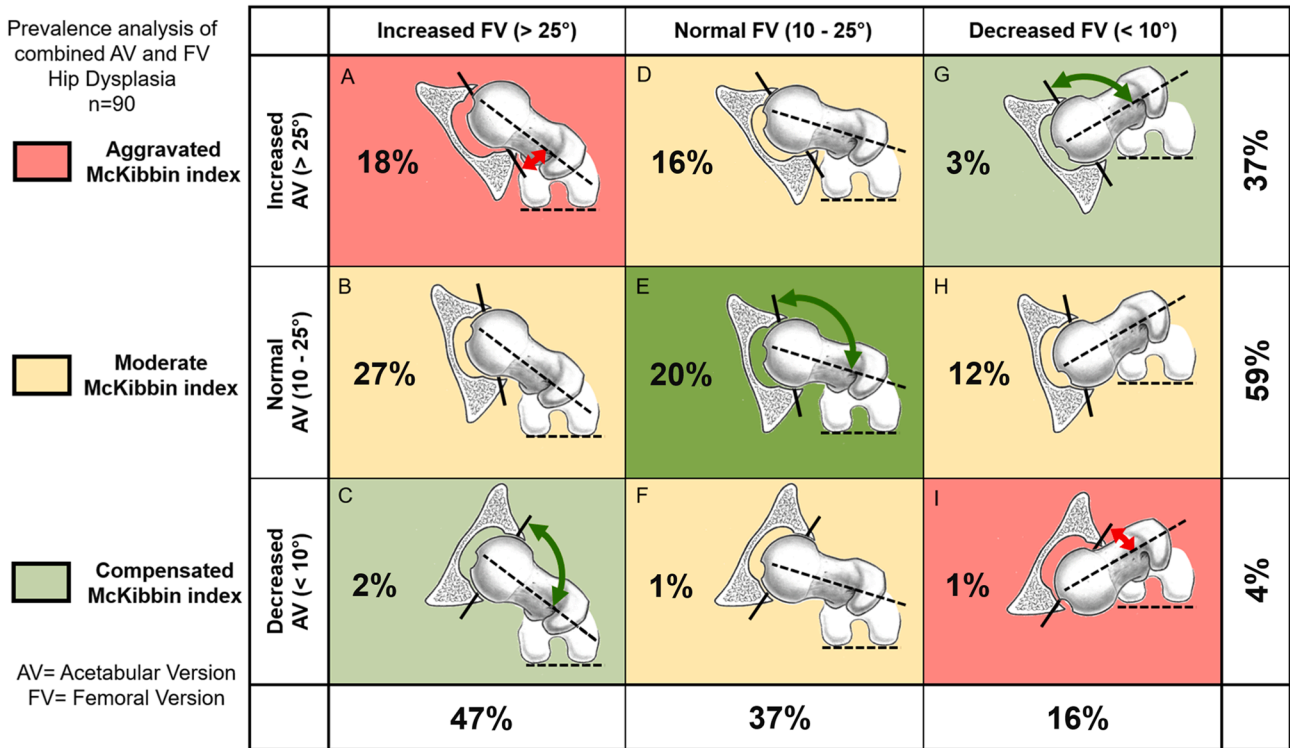 Prevalence analysis of
combined AV and FV
Hip Dysplasia
n=90
Aggravated
McKibbin index
Moderate
McKibbin index
Compensated
McKibbin index
AV= Acetabular Version
FV= Femoral Version
Increased FV (> 25°)
Normal FV (10 - 25°)
Decreased FV (< 10°)
Increased
AV (> 25°)
A
18%
D
16%
G
3%
37%
Normal
AV (10 - 25°)
B
27%
E
20%
H
12%
59%
Decreased
AV (< 10°)
C
2%
F
1%
I
1%
4%
47%
37%
16%